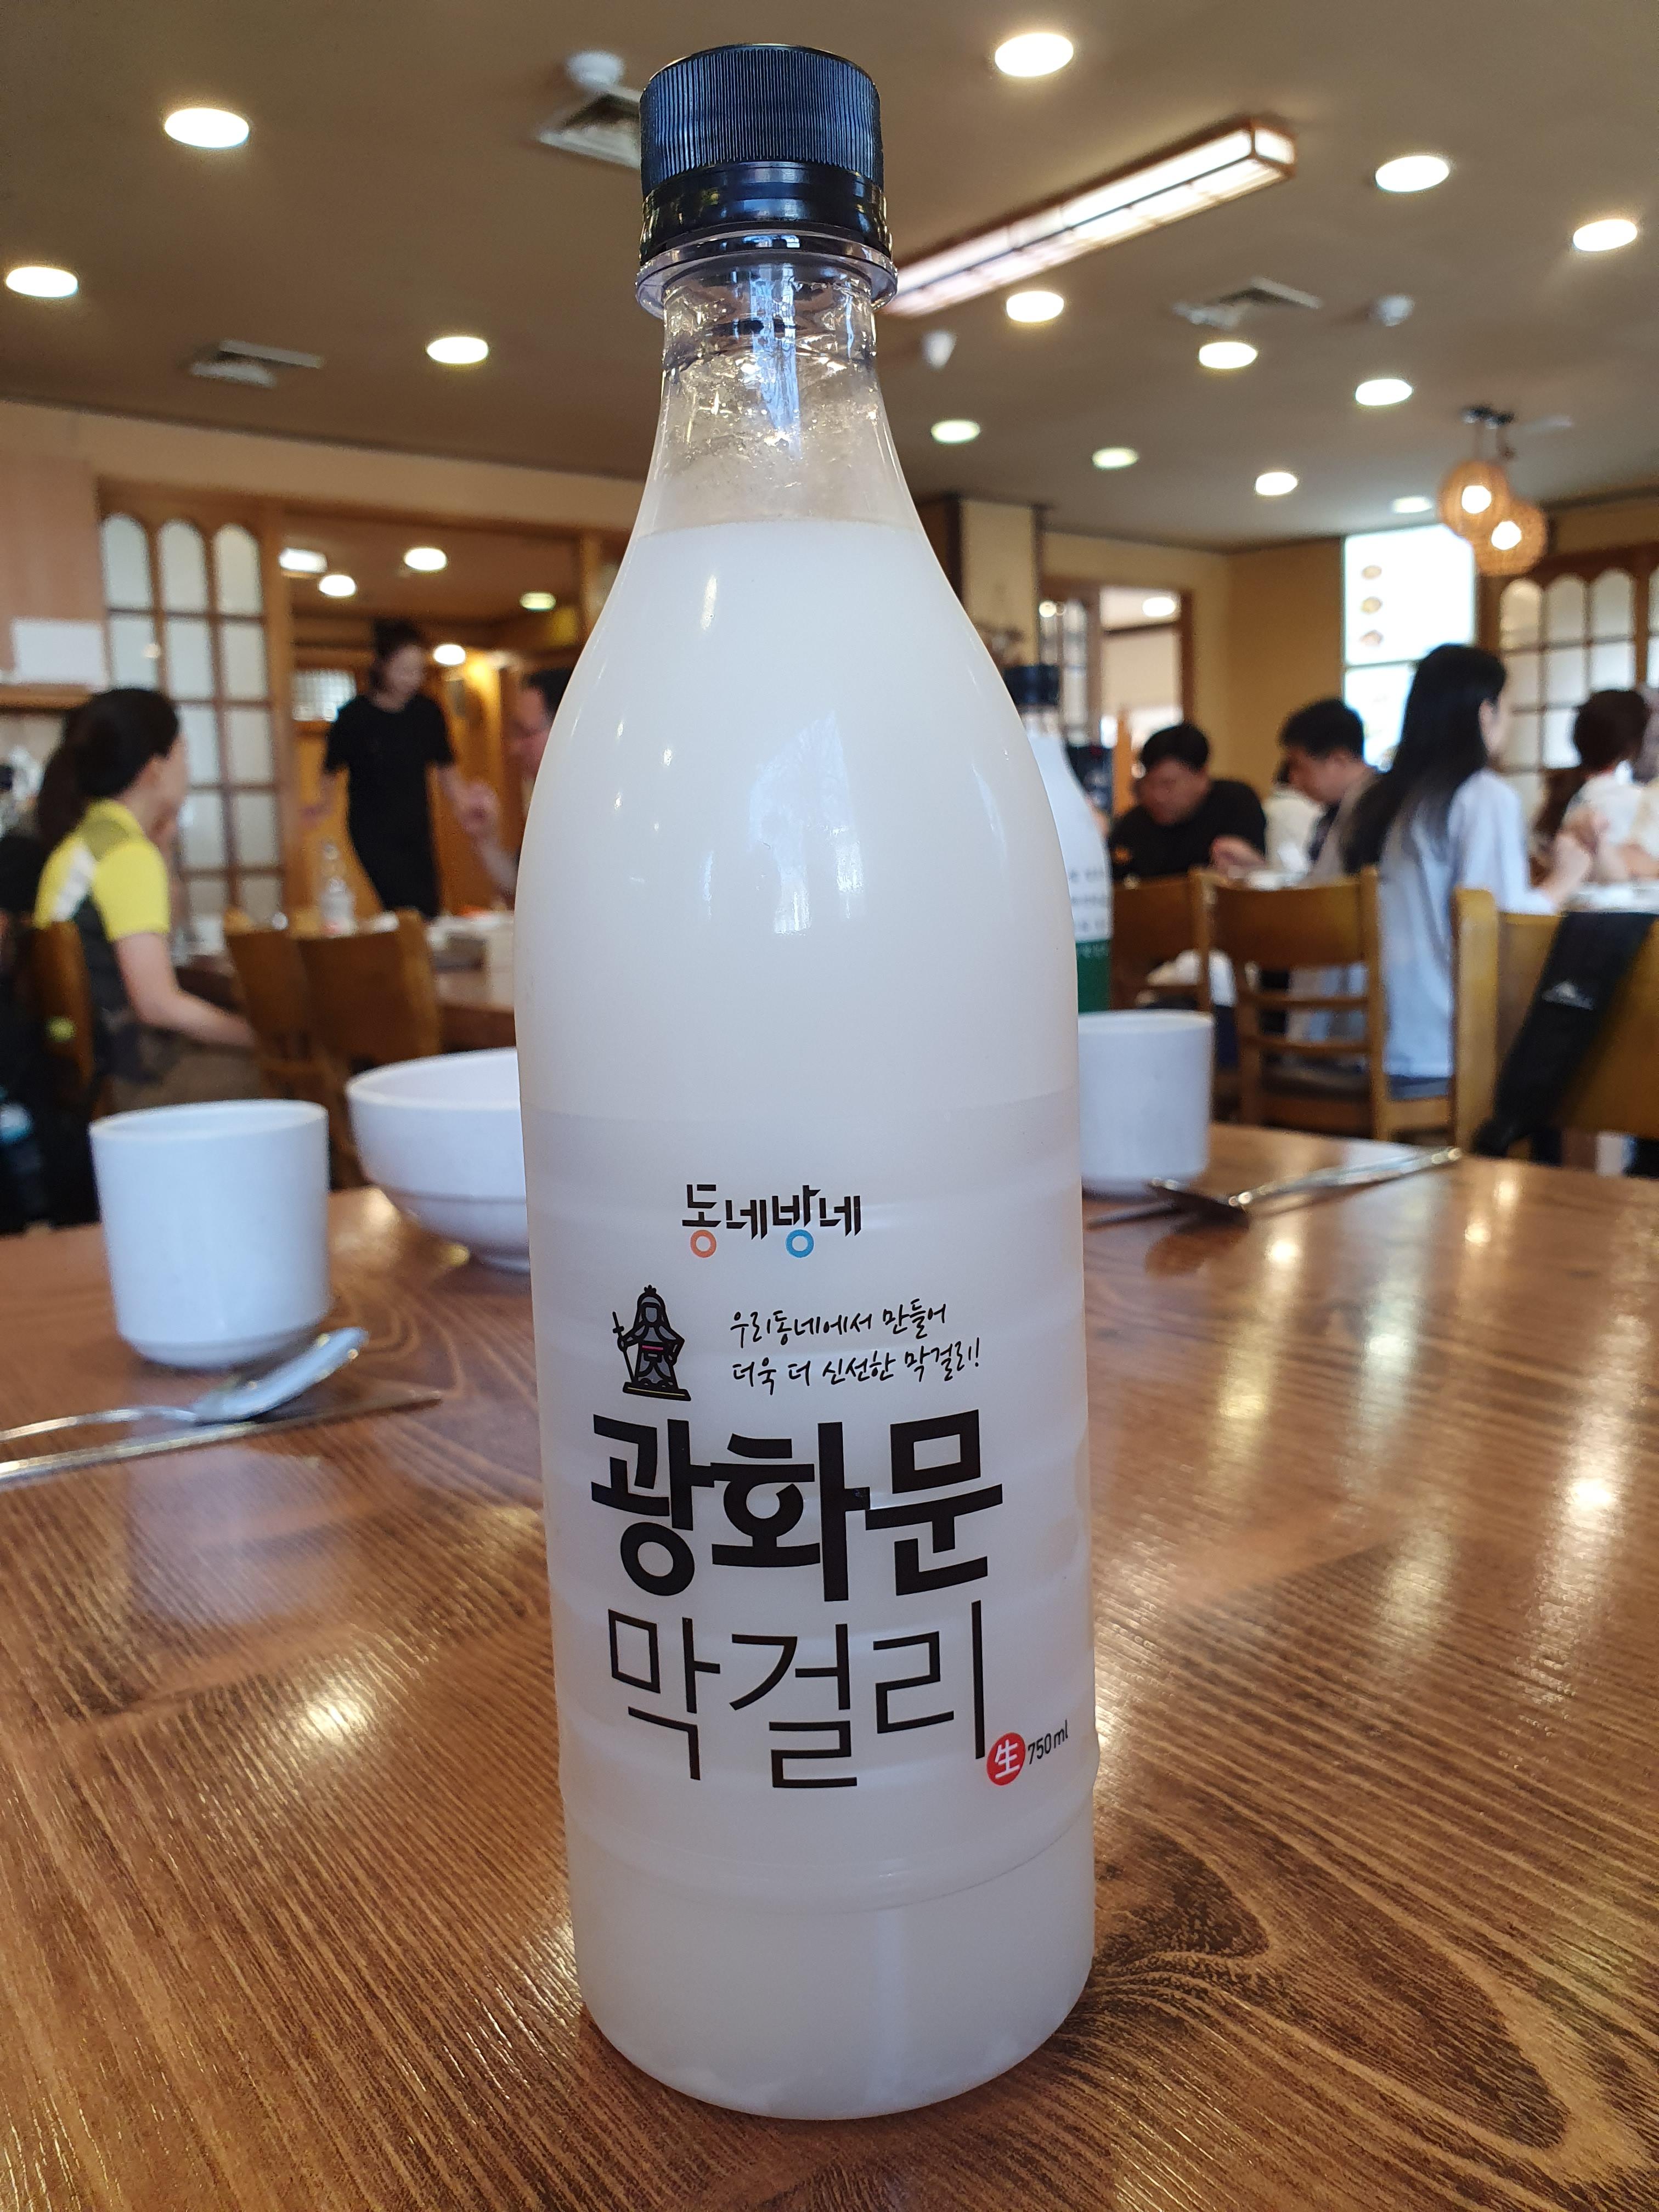 동네방네
우리동네에서 만들어
더욱 더 신선한 막걸리!
광화문
막걸리
生 750ml